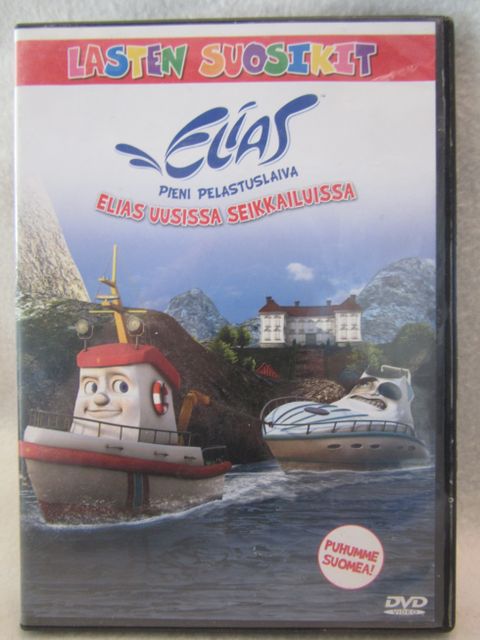 LASTEN SUOSIKIT
ELIAS
PIENI PELASTUSLAIVA
ELIAS UUSISSA SEIKKAILUISSA
PUHUMME
SUOMEA!
DVD
VIDEO